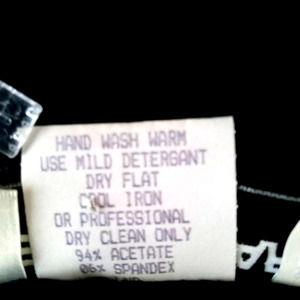 HAND WASH WARM
USE MILD DETERGANT
DRY FLAT
COOL IRON
OR PROFESSIONAL
DRY CLEAN ONLY
94% ACETATE
06% SPANDEX